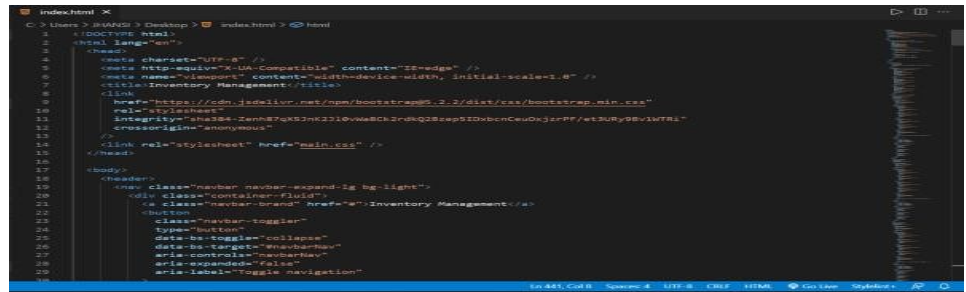 index.html ×
C: > Users > JHANSI > Desktop > index.html > html
1 <!DOCTYPE html>
2 <html lang="en">
3 <head>
4 <meta charset="UTF-8" />
5 <meta http-equiv="X-UA-Compatible" content="IE=edge" />
6 <meta name="viewport" content="width=device-width, initial-scale=1.0" />
7 <title>Inventory Management</title>
8 <link
9 href="https://cdn.jsdelivr.net/npm/bootstrap@5.2.2/dist/css/bootstrap.min.css"
10 rel="stylesheet"
11 integrity=
12 crossorigin="anonymous"
13 />
14 <link rel="stylesheet" href="main.css" />
15 </head>
16
17 <body>
18 <header>
19 <nav class="navbar navbar-expand-lg bg-light">
20 <div class="container-fluid">
21 <a class="navbar-brand" href="#">Inventory Management</a>
22 <button
23 class="navbar-toggler"
24 type="button"
25 data-bs-toggle="collapse"
26 data-bs-target="#navbarNav"
27 aria-controls="navbarNav"
28 aria-expanded="false"
29 aria-label="Toggle navigation"
Ln 441, Col 8 Spaces: 4 UTF-8 CRLF HTML Go Live Stylelint+